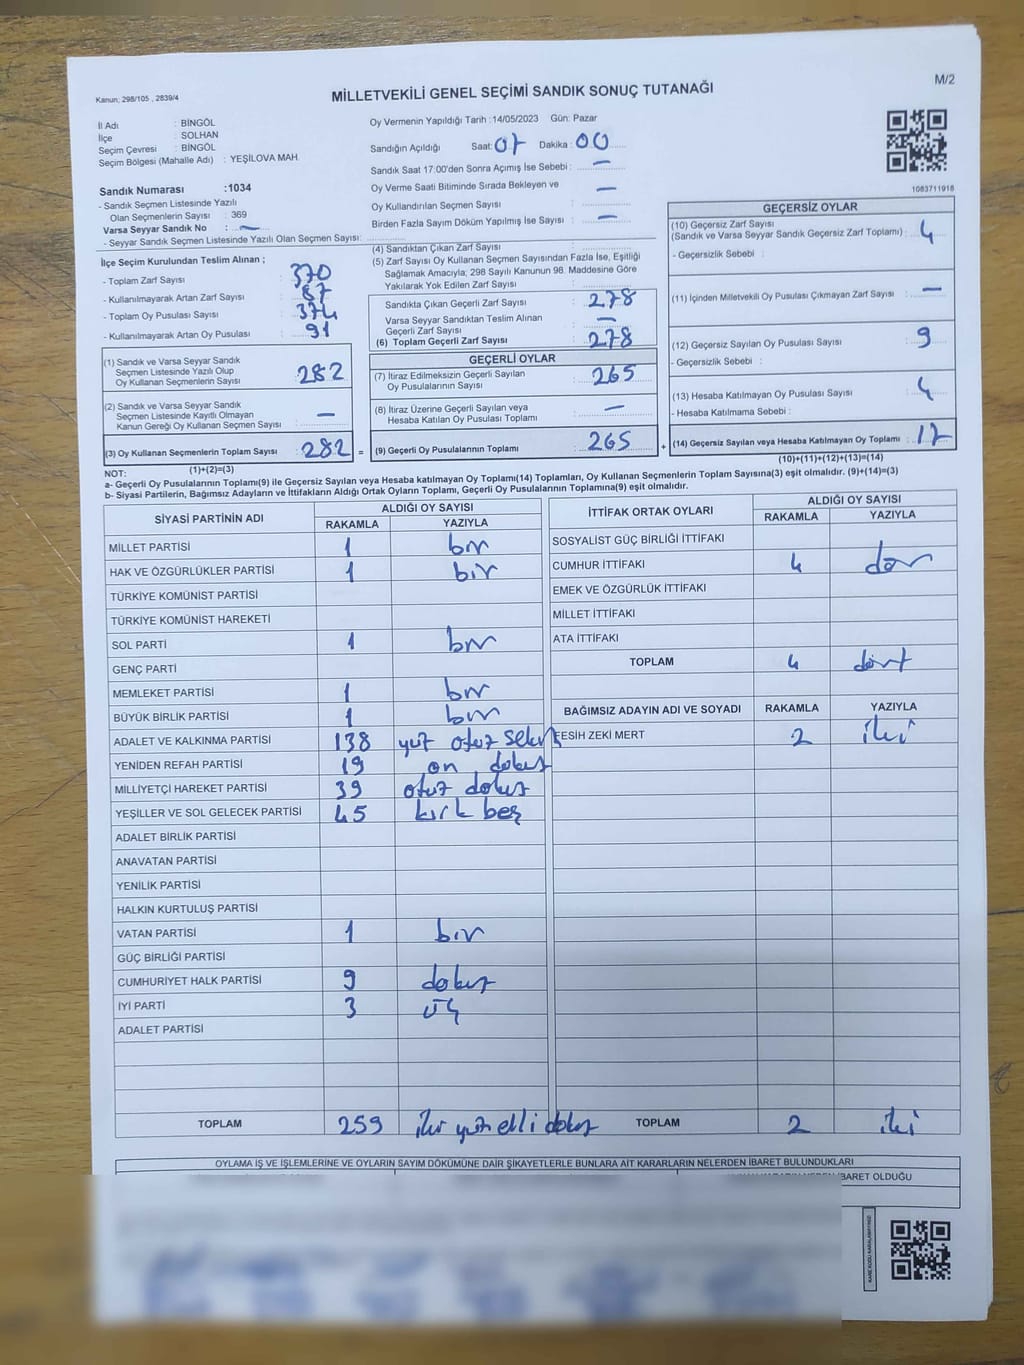 Kanun; 298/105 , 2839/4
MİLLETVEKİLİ GENEL SEÇİMİ SANDIK SONUÇ TUTANAĞI
M/2
İl Adı : BİNGÖL
İlçe : SOLHAN
Seçim Çevresi : BİNGÖL
Seçim Bölgesi (Mahalle Adı) : YEŞİLOVA MAH.
Sandık Numarası :1034
- Sandık Seçmen Listesinde Yazılı
Olan Seçmenlerin Sayısı : 369
Varsa Seyyar Sandık No : —
- Seyyar Sandık Seçmen Listesinde Yazılı Olan Seçmen Sayısı:
Oy Vermenin Yapıldığı Tarih :14/05/2023 Gün: Pazar
Sandığın Açıldığı Saat: 07 Dakika : 00
Sandık Saat 17:00'den Sonra Açımış İse Sebebi : —
Oy Verme Saati Bitiminde Sırada Bekleyen ve
Oy Kullandırılan Seçmen Sayısı : —
Birden Fazla Sayım Döküm Yapılmış İse Sayısı : —
1083711918
İlçe Seçim Kurulundan Teslim Alınan ;
- Toplam Zarf Sayısı : 370
- Kullanılmayarak Artan Zarf Sayısı : 87
- Toplam Oy Pusulası Sayısı : 374
- Kullanılmayarak Artan Oy Pusulası : 91
(1) Sandık ve Varsa Seyyar Sandık
Seçmen Listesinde Yazılı Olup
Oy Kullanan Seçmenlerin Sayısı : 282
(2) Sandık ve Varsa Seyyar Sandık
Seçmen Listesinde Kayıtlı Olmayan
Kanun Gereği Oy Kullanan Seçmen Sayısı : —
(3) Oy Kullanan Seçmenlerin Toplam Sayısı : 282 =
(1)+(2)=(3)
(4) Sandıktan Çıkan Zarf Sayısı :
(5) Zarf Sayısı Oy Kullanan Seçmen Sayısından Fazla İse, Eşitliği
Sağlamak Amacıyla; 298 Sayılı Kanunun 98. Maddesine Göre
Yakılarak Yok Edilen Zarf Sayısı :
Sandıkta Çıkan Geçerli Zarf Sayısı : 278
Varsa Seyyar Sandıktan Teslim Alınan
Geçerli Zarf Sayısı : —
(6) Toplam Geçerli Zarf Sayısı : 278
GEÇERLİ OYLAR
(7) İtiraz Edilmeksizin Geçerli Sayılan
Oy Pusulalarının Sayısı : 265
(8) İtiraz Üzerine Geçerli Sayılan veya
Hesaba Katılan Oy Pusulası Toplamı : —
(9) Geçerli Oy Pusulalarının Toplamı : 265 +
GEÇERSİZ OYLAR
(10) Geçersiz Zarf Sayısı
(Sandık ve Varsa Seyyar Sandık Geçersiz Zarf Toplamı) : 4
- Geçersizlik Sebebi :
(11) İçinden Milletvekili Oy Pusulası Çıkmayan Zarf Sayısı : —
(12) Geçersiz Sayılan Oy Pusulası Sayısı : 9
- Geçersizlik Sebebi :
(13) Hesaba Katılmayan Oy Pusulası Sayısı : 4
- Hesaba Katılmama Sebebi :
(14) Geçersiz Sayılan veya Hesaba Katılmayan Oy Toplamı : 17
(10)+(11)+(12)+(13)=(14)
NOT:
a- Geçerli Oy Pusulalarının Toplamı(9) ile Geçersiz Sayılan veya Hesaba katılmayan Oy Toplamı(14) Toplamları, Oy Kullanan Seçmenlerin Toplam Sayısına(3) eşit olmalıdır. (9)+(14)=(3)
b- Siyasi Partilerin, Bağımsız Adayların ve İttifakların Aldığı Ortak Oyların Toplamı, Geçerli Oy Pusulalarının Toplamına(9) eşit olmalıdır.
SİYASİ PARTİNİN ADI ALDIĞI OY SAYISI
RAKAMLA YAZIYLA
MİLLET PARTİSİ 1 bir
HAK VE ÖZGÜRLÜKLER PARTİSİ 1 bir
TÜRKİYE KOMÜNİST PARTİSİ
TÜRKİYE KOMÜNİST HAREKETİ
SOL PARTİ 1 bir
GENÇ PARTİ
MEMLEKET PARTİSİ 1 bir
BÜYÜK BİRLİK PARTİSİ 1 bir
ADALET VE KALKINMA PARTİSİ 138 yüz otuz sekiz
YENİDEN REFAH PARTİSİ 19 on dokuz
MİLLİYETÇİ HAREKET PARTİSİ 39 otuz dokuz
YEŞİLLER VE SOL GELECEK PARTİSİ 45 kırk beş
ADALET BİRLİK PARTİSİ
ANAVATAN PARTİSİ
YENİLİK PARTİSİ
HALKIN KURTULUŞ PARTİSİ
VATAN PARTİSİ 1 bir
GÜÇ BİRLİĞİ PARTİSİ
CUMHURİYET HALK PARTİSİ 9 dokuz
İYİ PARTİ 3 üç
ADALET PARTİSİ
TOPLAM 259 iki yüz elli dokuz
İTTİFAK ORTAK OYLARI ALDIĞI OY SAYISI
RAKAMLA YAZIYLA
SOSYALİST GÜÇ BİRLİĞİ İTTİFAKI
CUMHUR İTTİFAKI 4 dör
EMEK VE ÖZGÜRLÜK İTTİFAKI
MİLLET İTTİFAKI
ATA İTTİFAKI
TOPLAM 4 dört
BAĞIMSIZ ADAYIN ADI VE SOYADI RAKAMLA YAZIYLA
FESİH ZEKİ MERT 2 iki
TOPLAM 2 iki
OYLAMA İŞ VE İŞLEMLERİNE VE OYLARIN SAYIM DÖKÜMÜNE DAİR ŞİKAYETLERLE BUNLARA AİT KARARLARIN NELERDEN İBARET BULUNDUKLARI
BARET OLDUĞU